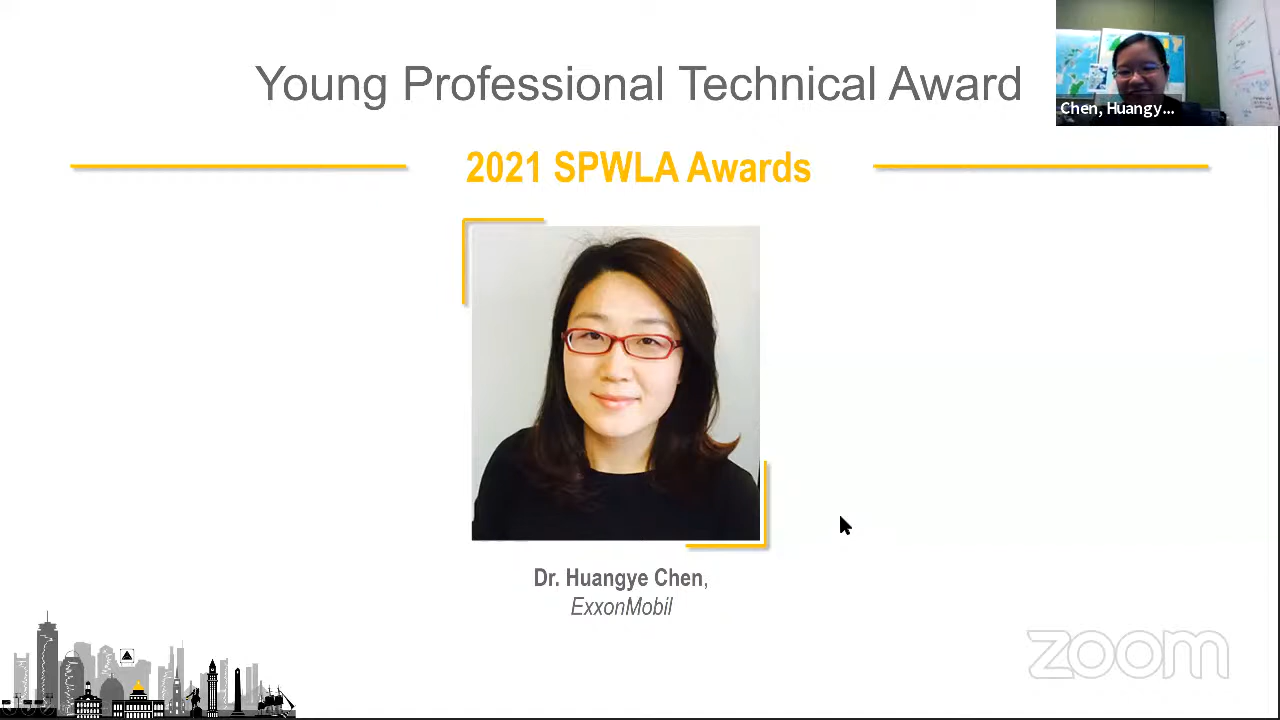 Young Professional Technical Award
Chen, Huangy...
2021 SPWLA Awards
Dr. Huangye Chen,
ExxonMobil
zoom